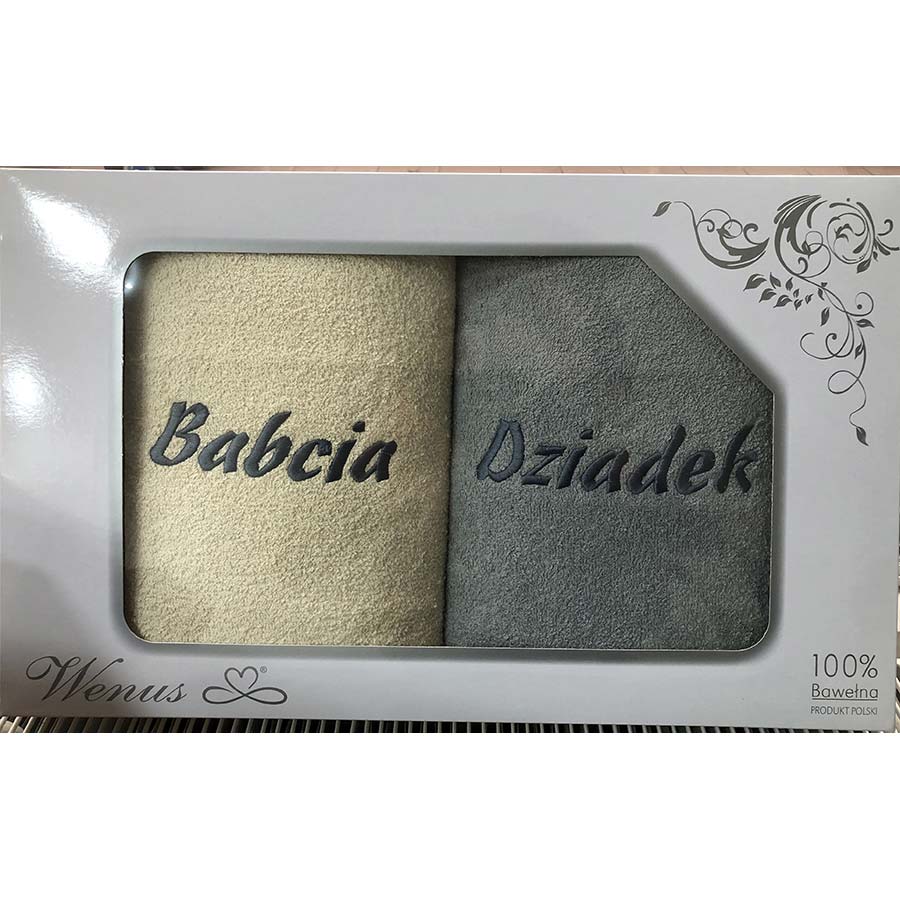 Babcia
Dziadek
Wenus ®
100%
Bawełna
PRODUKT POLSKI